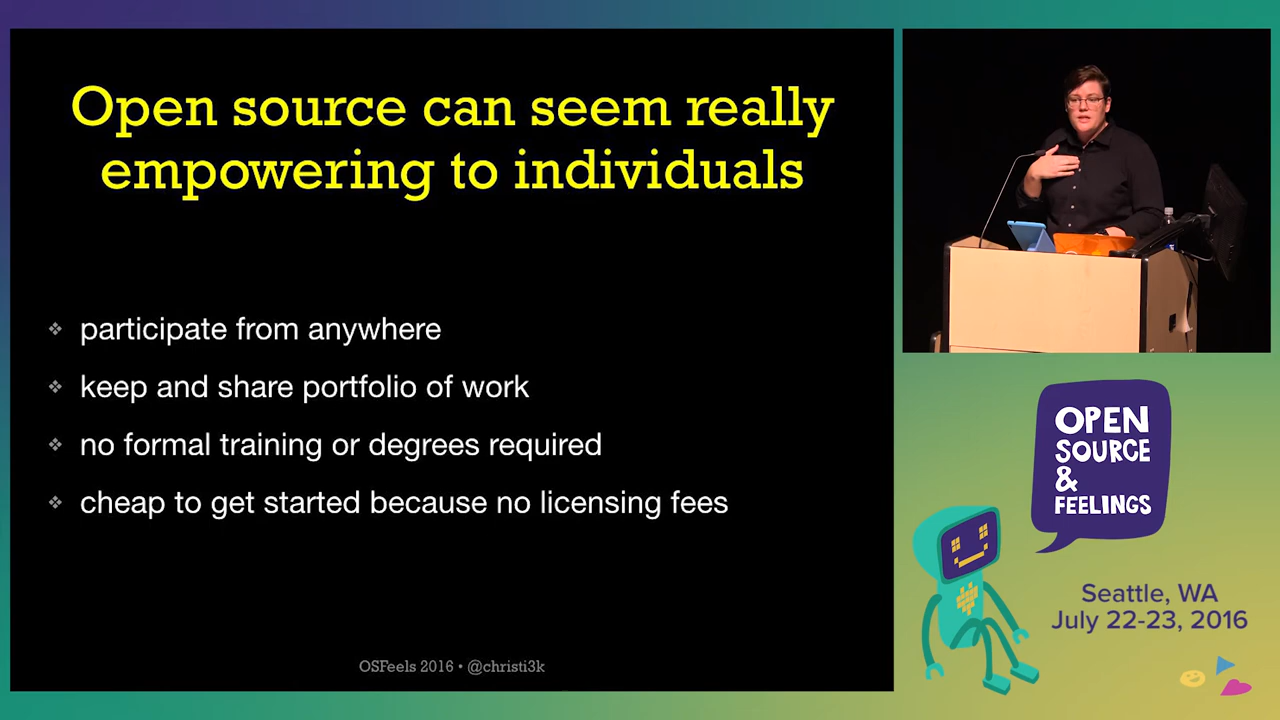 Open source can seem really
empowering to individuals
❖ participate from anywhere
❖ keep and share portfolio of work
❖ no formal training or degrees required
❖ cheap to get started because no licensing fees
OSFeels 2016 • @christi3k
OPEN
SOURCE
&
FEELINGS
Seattle, WA
July 22-23, 2016